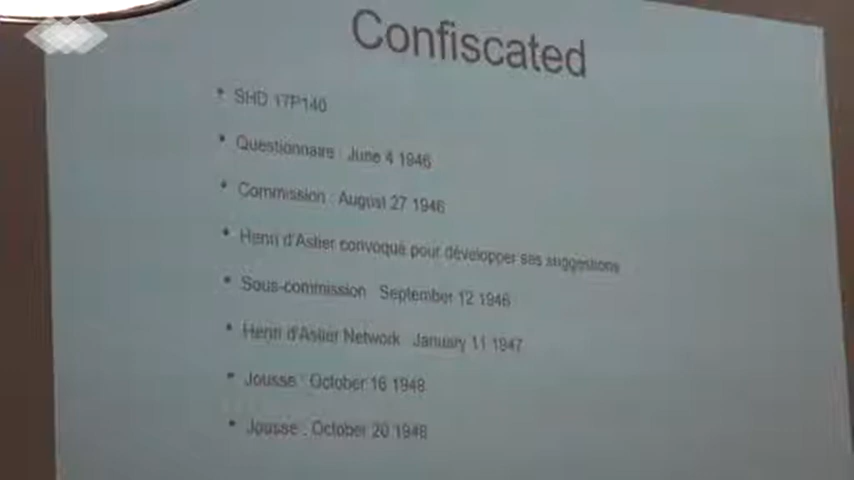 Confiscated
• SHD 17P140
• Questionnaire : June 4 1946
• Commission : August 27 1946
• Henri d'Astier convoqué pour développer ses suggestions
• Sous-commission : September 12 1946
• Henri d'Astier Network : January 11 1947
• Jousse : October 16 1948
• Jousse : October 20 1948